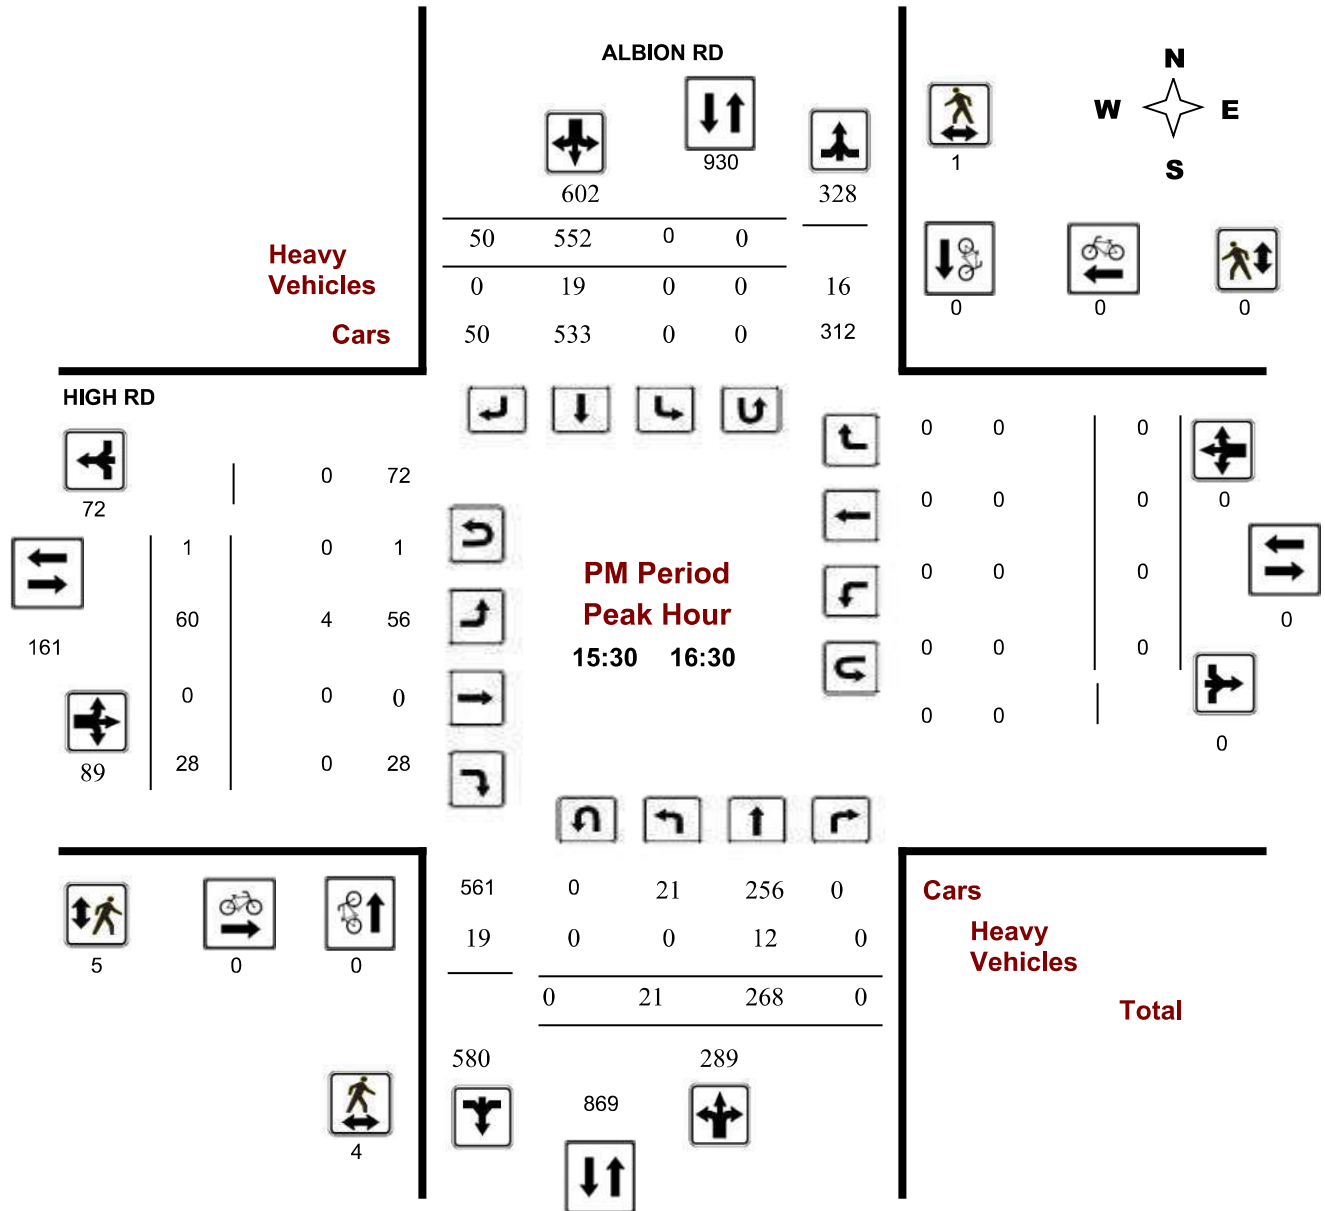 ALBION RD
N
W E
S
930
1
602
328
50 552 0 0
Heavy
Vehicles
0 19 0 0 16
Cars
50 533 0 0 312
0 0 0
HIGH RD
0 0 0
0 72
72
0 0 0 0
1 0 1
PM Period
0 0 0
Peak Hour
60 4 56
0
161
15:30 16:30
0 0 0
0 0 0
0 0
0
89
28 0 28
561 0 21 256 0
Cars
19 0 0 12 0
Heavy
Vehicles
5 0 0
0 21 268 0
Total
580 289
869
4